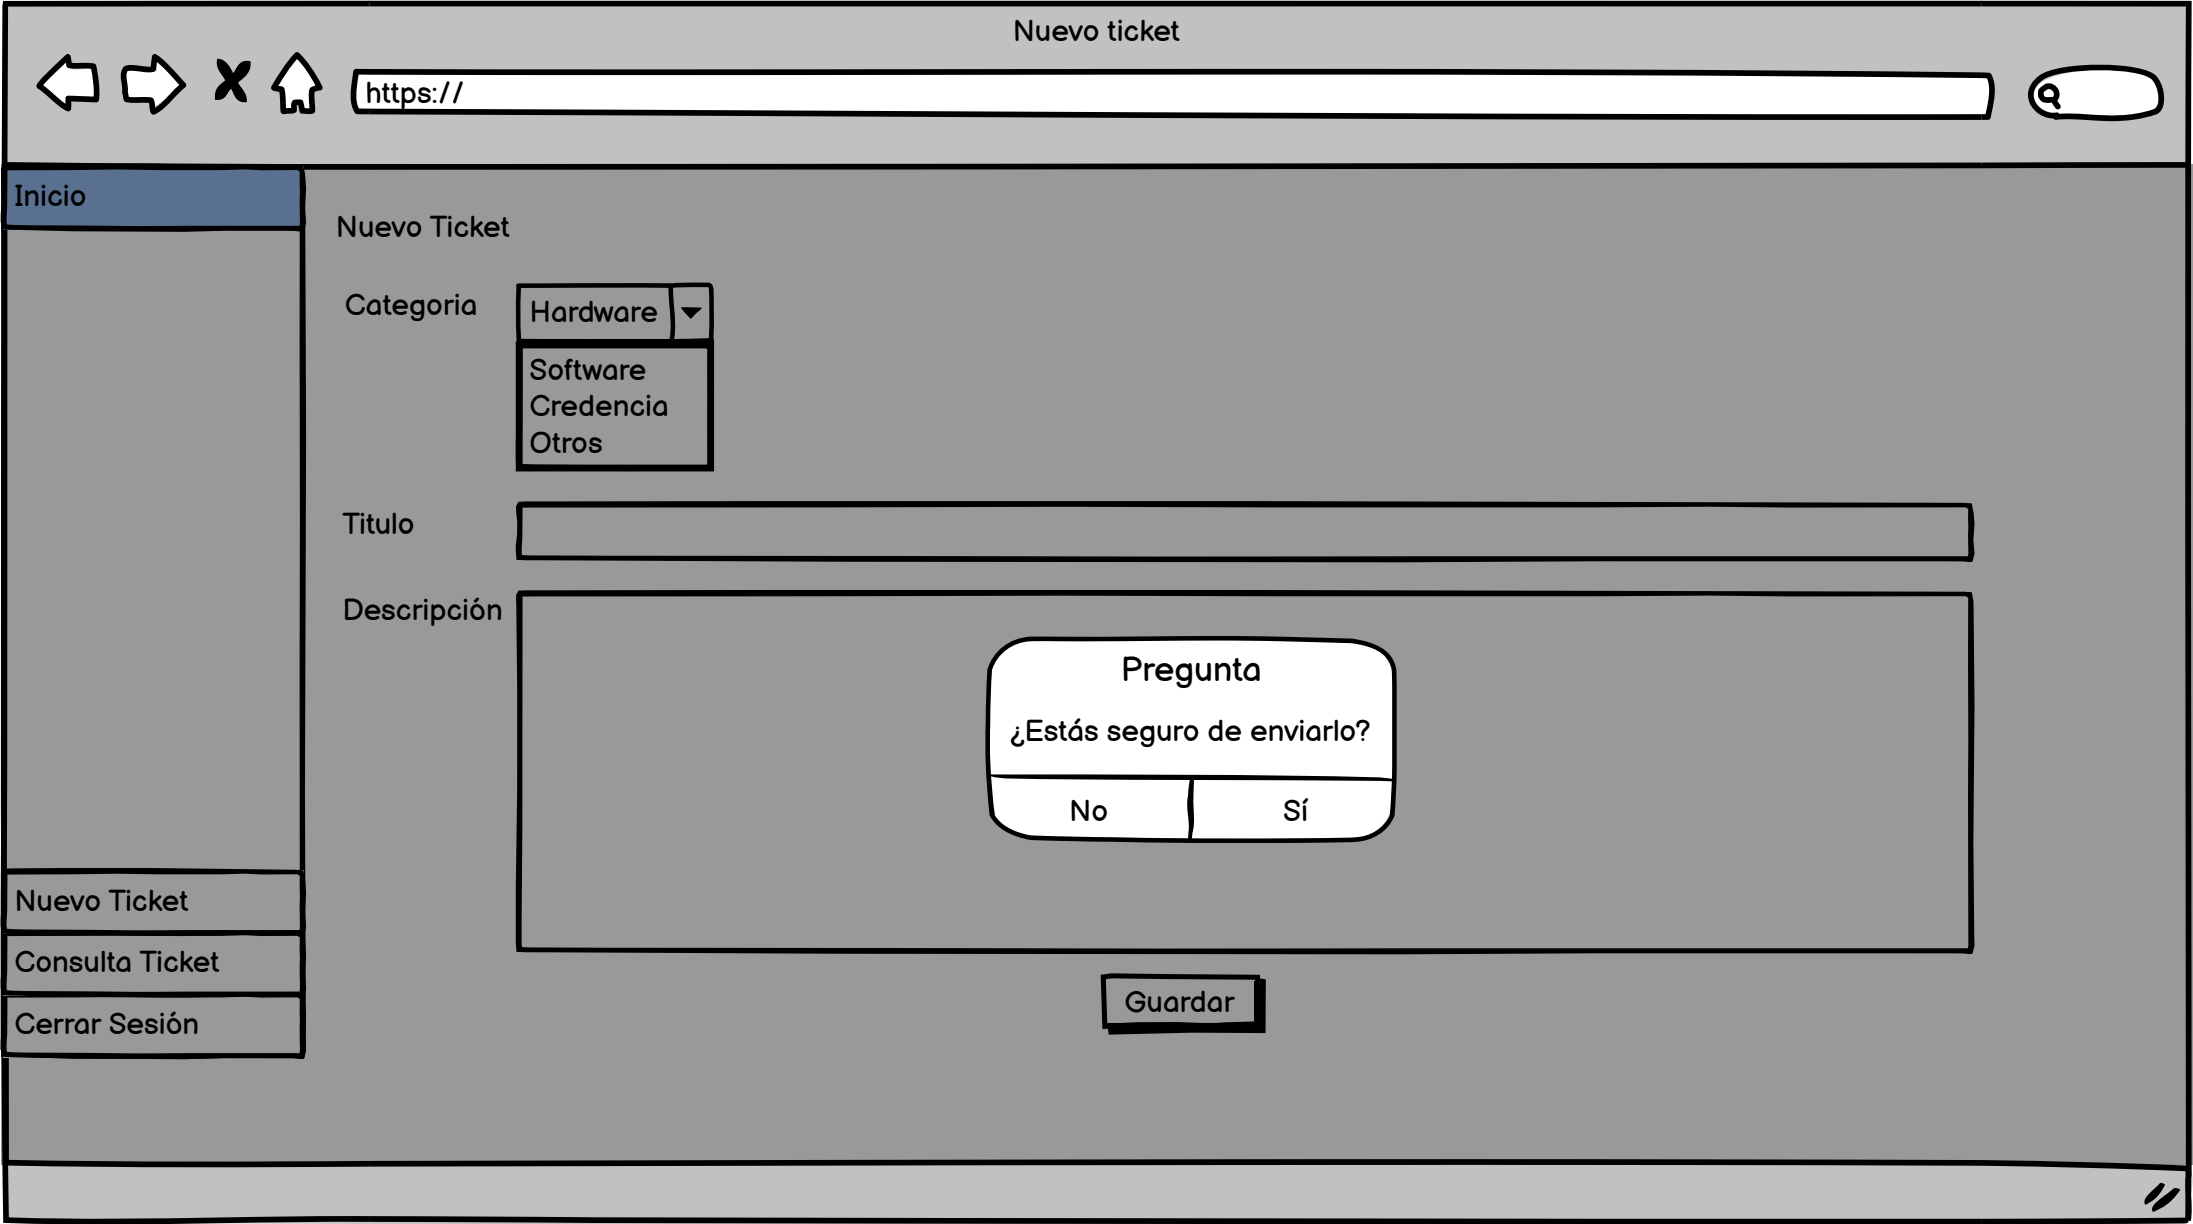 Nuevo ticket
https://
Inicio
Nuevo Ticket
Categoria
Hardware
Software
Credencia
Otros
Titulo
Descripción
Pregunta
¿Estás seguro de enviarlo?
No
Sí
Nuevo Ticket
Consulta Ticket
Cerrar Sesión
Guardar